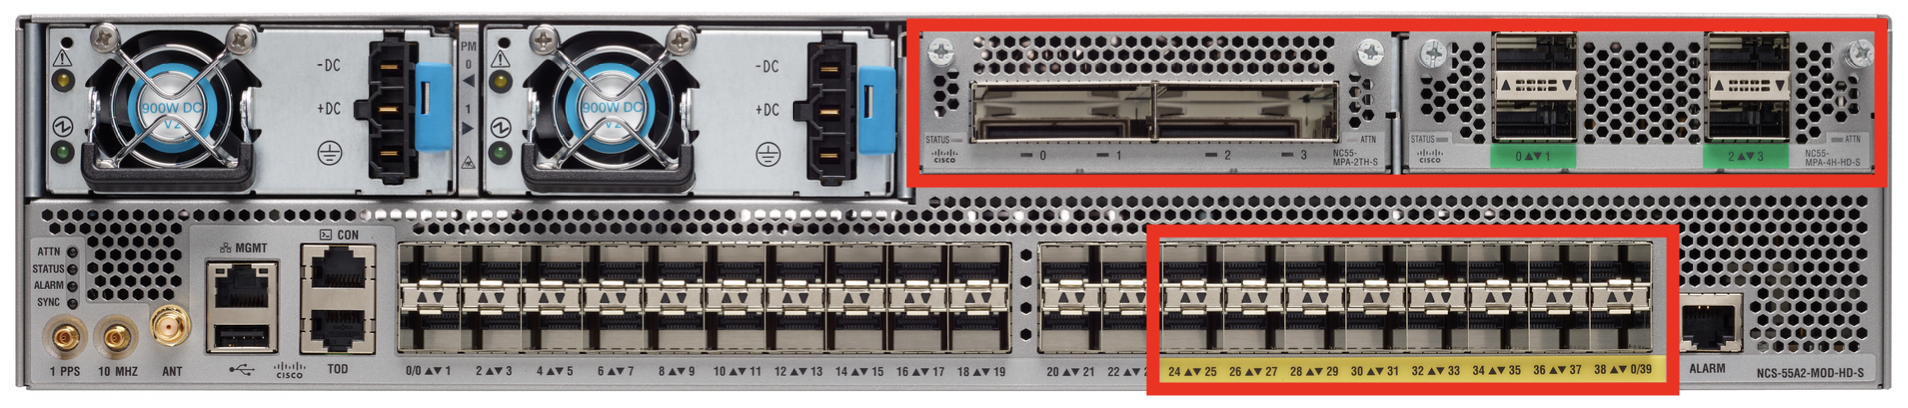 900W DC
V2
-DC
+DC
PM
0
1
900W DC
V2
-DC
+DC
STATUS
CISCO
0
1
2
3
ATTN
NC55-
MPA-2TH-S
STATUS
CISCO
0 ▲▼ 1
2 ▲▼ 3
ATTN
NC55-
MPA-4H-HD-S
ATTN
STATUS
ALARM
SYNC
1 PPS
10 MHZ
ANT
MGMT
CISCO
CON
TOD
0/0 ▲▼ 1
2 ▲▼ 3
4 ▲▼ 5
6 ▲▼ 7
8 ▲▼ 9
10 ▲▼ 11
12 ▲▼ 13
14 ▲▼ 15
16 ▲▼ 17
18 ▲▼ 19
20 ▲▼ 21
22 ▲▼
24 ▲▼ 25
26 ▲▼ 27
28 ▲▼ 29
30 ▲▼ 31
32 ▲▼ 33
34 ▲▼ 35
36 ▲▼ 37
38 ▲▼ 0/39
ALARM
NCS-55A2-MOD-HD-S